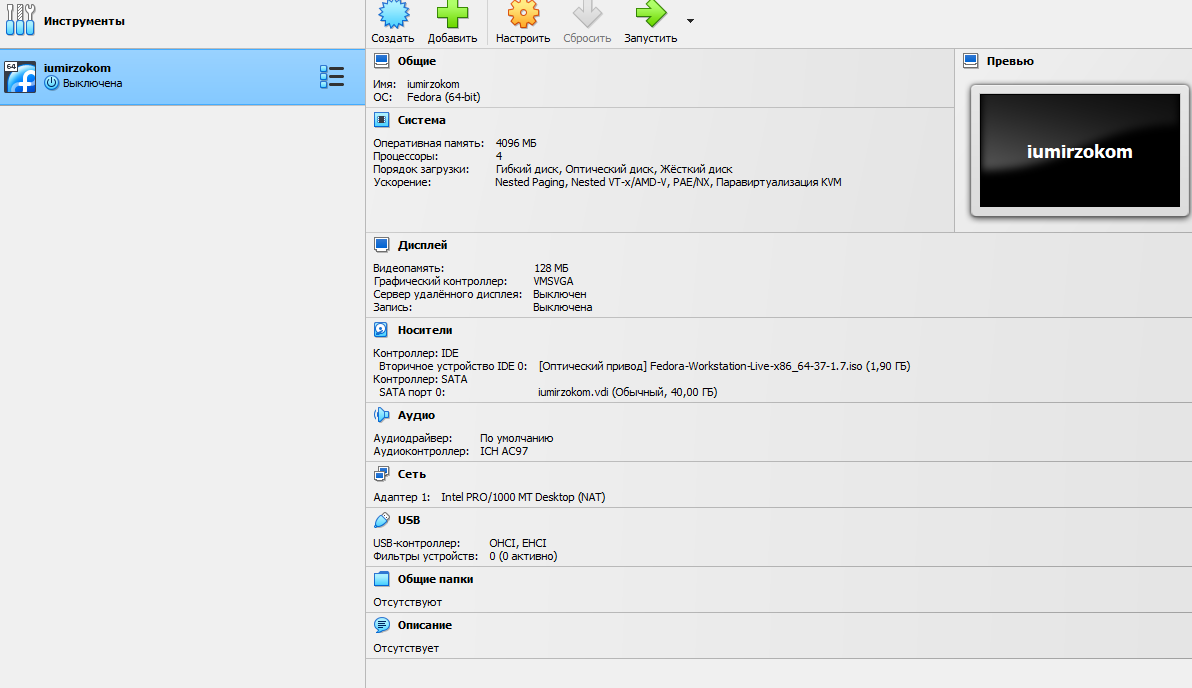 Инструменты
64
iumirzokom
Выключена
Создать Добавить Настроить Сбросить Запустить
Общие
Имя: iumirzokom
ОС: Fedora (64-bit)
Система
Оперативная память: 4096 МБ
Процессоры: 4
Порядок загрузки: Гибкий диск, Оптический диск, Жёсткий диск
Ускорение: Nested Paging, Nested VT-x/AMD-V, PAE/NX, Паравиртуализация KVM
Превью
iumirzokom
Дисплей
Видеопамять: 128 МБ
Графический контроллер: VMSVGA
Сервер удалённого дисплея: Выключен
Запись: Выключена
Носители
Контроллер: IDE
Вторичное устройство IDE 0: [Оптический привод] Fedora-Workstation-Live-x86_64-37-1.7.iso (1,90 ГБ)
Контроллер: SATA
SATA порт 0: iumirzokom.vdi (Обычный, 40,00 ГБ)
Аудио
Аудиодрайвер: По умолчанию
Аудиоконтроллер: ICH AC97
Сеть
Адаптер 1: Intel PRO/1000 MT Desktop (NAT)
USB
USB-контроллер: OHCI, EHCI
Фильтры устройств: 0 (0 активно)
Общие папки
Отсутствуют
Описание
Отсутствует